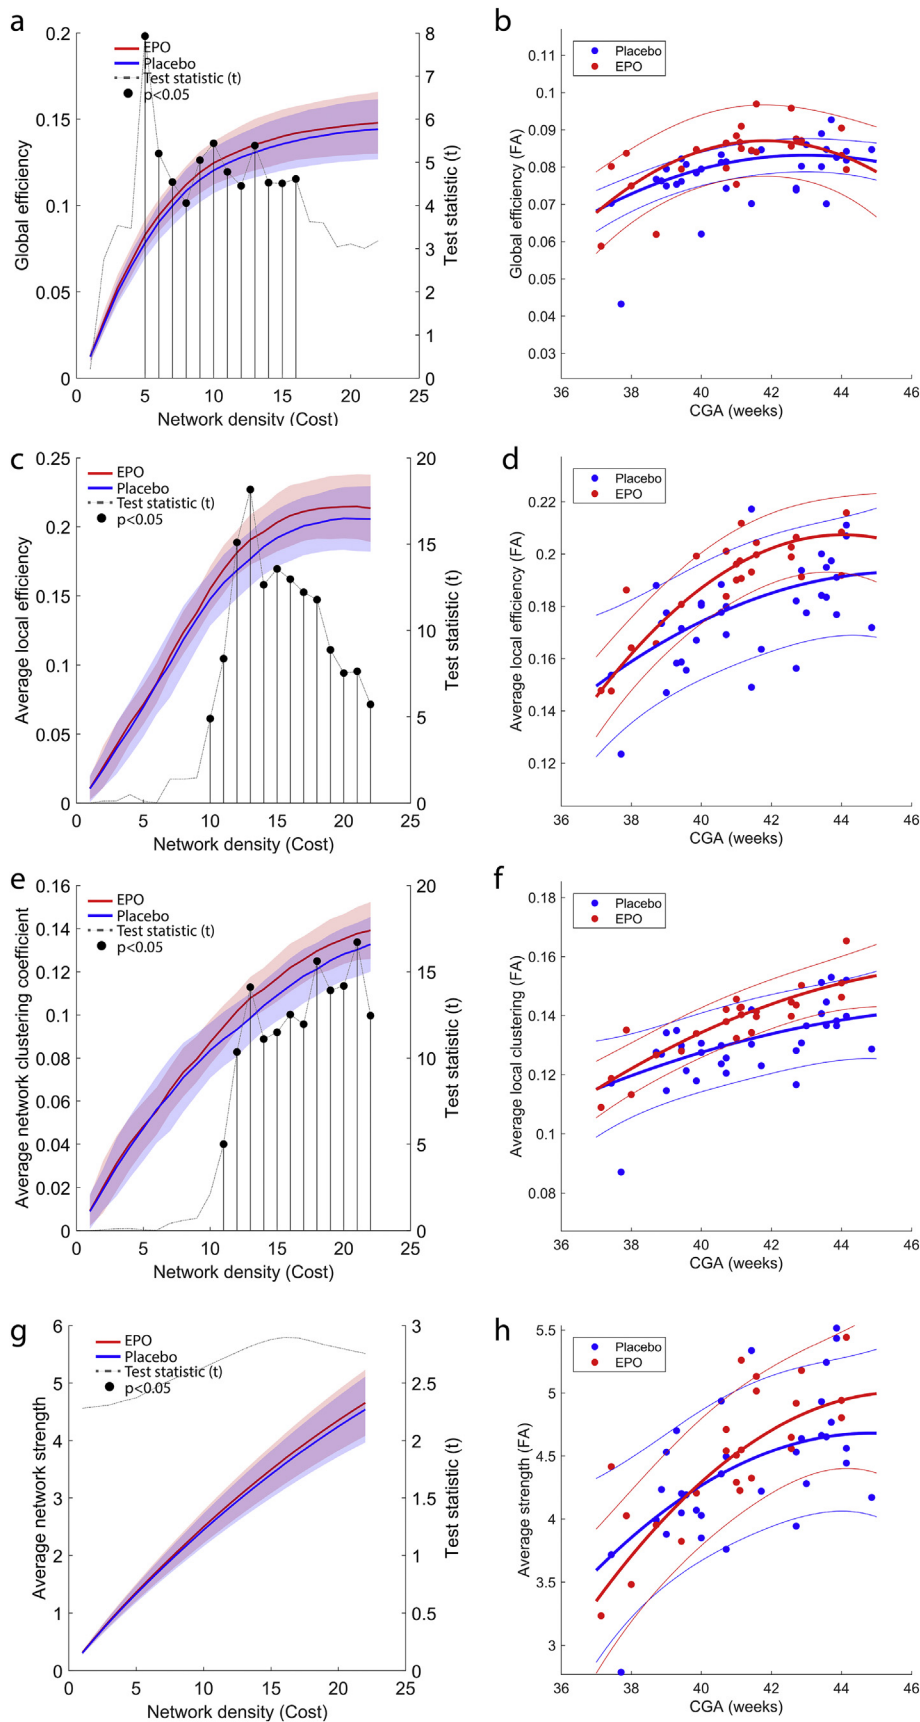 a
0.2
0.15
0.1
0.05
0
Global efficiency
EPO
Placebo
Test statistic (t)
p<0.05
8
7
6
5
4
3
2
1
0
Test statistic (t)
0 5 10 15 20 25
Network density (Cost)
b
0.11
0.1
0.09
0.08
0.07
0.06
0.05
0.04
0.03
Global efficiency (FA)
Placebo
EPO
36 38 40 42 44 46
CGA (weeks)
c
0.25
0.2
0.15
0.1
0.05
0
Average local efficiency
EPO
Placebo
Test statistic (t)
p<0.05
20
15
10
5
0
Test statistic (t)
0 5 10 15 20 25
Network density (Cost)
d
0.22
0.2
0.18
0.16
0.14
0.12
Average local efficiency (FA)
Placebo
EPO
36 38 40 42 44 46
CGA (weeks)
e
0.16
0.14
0.12
0.1
0.08
0.06
0.04
0.02
0
Average network clustering coefficient
EPO
Placebo
Test statistic (t)
p<0.05
20
15
10
5
0
Test statistic (t)
0 5 10 15 20 25
Network density (Cost)
f
0.18
0.16
0.14
0.12
0.1
0.08
Average local clustering (FA)
Placebo
EPO
36 38 40 42 44 46
CGA (weeks)
g
6
5
4
3
2
1
0
Average network strength
EPO
Placebo
Test statistic (t)
p<0.05
3
2.5
2
1.5
1
0.5
0
Test statistic (t)
0 5 10 15 20 25
Network density (Cost)
h
5.5
5
4.5
4
3.5
3
Average strength (FA)
Placebo
EPO
36 38 40 42 44 46
CGA (weeks)